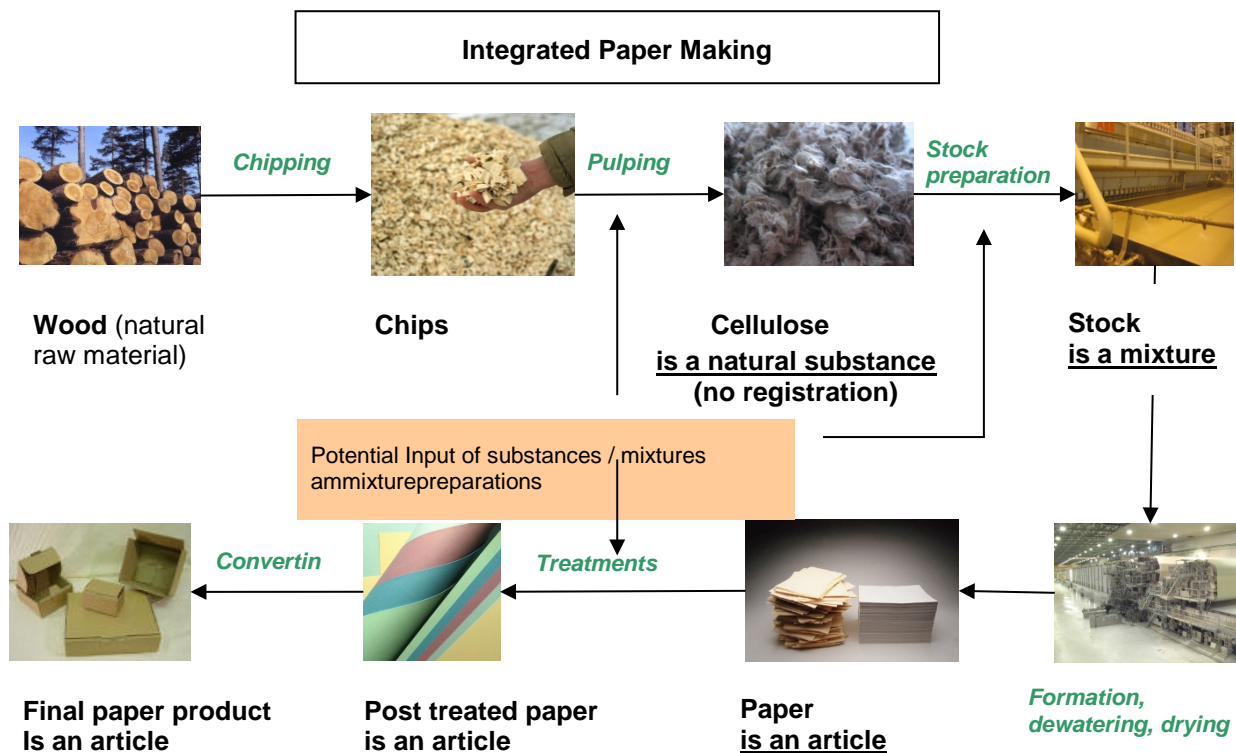 Integrated Paper Making
Chipping
Pulping
Stock
preparation
Wood (natural
raw material)
Chips
Cellulose
is a natural substance
(no registration)
Stock
is a mixture
Potential Input of substances / mixtures
ammixturepreparations
Convertin
Treatments
Final paper product
Is an article
Post treated paper
is an article
Paper
is an article
Formation,
dewatering, drying